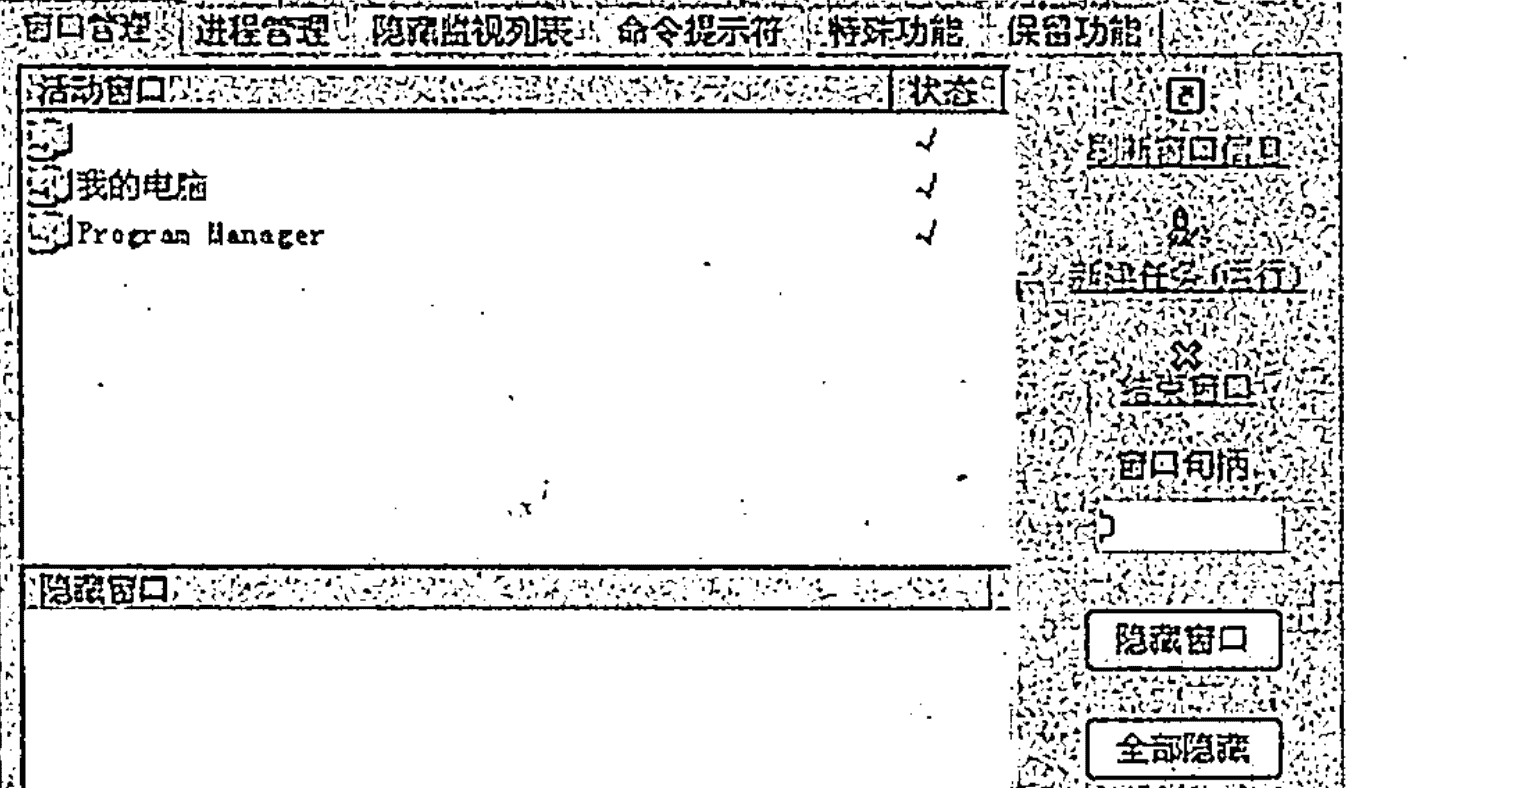 窗口管理 进程管理 隐藏监视列表 命令提示符 特殊功能 保留功能
活动窗口 状态
我的电脑
Program Manager
刷新窗口信息
新建任务(运行)
结束窗口
窗口句柄
隐藏窗口
隐藏窗口
全部隐藏